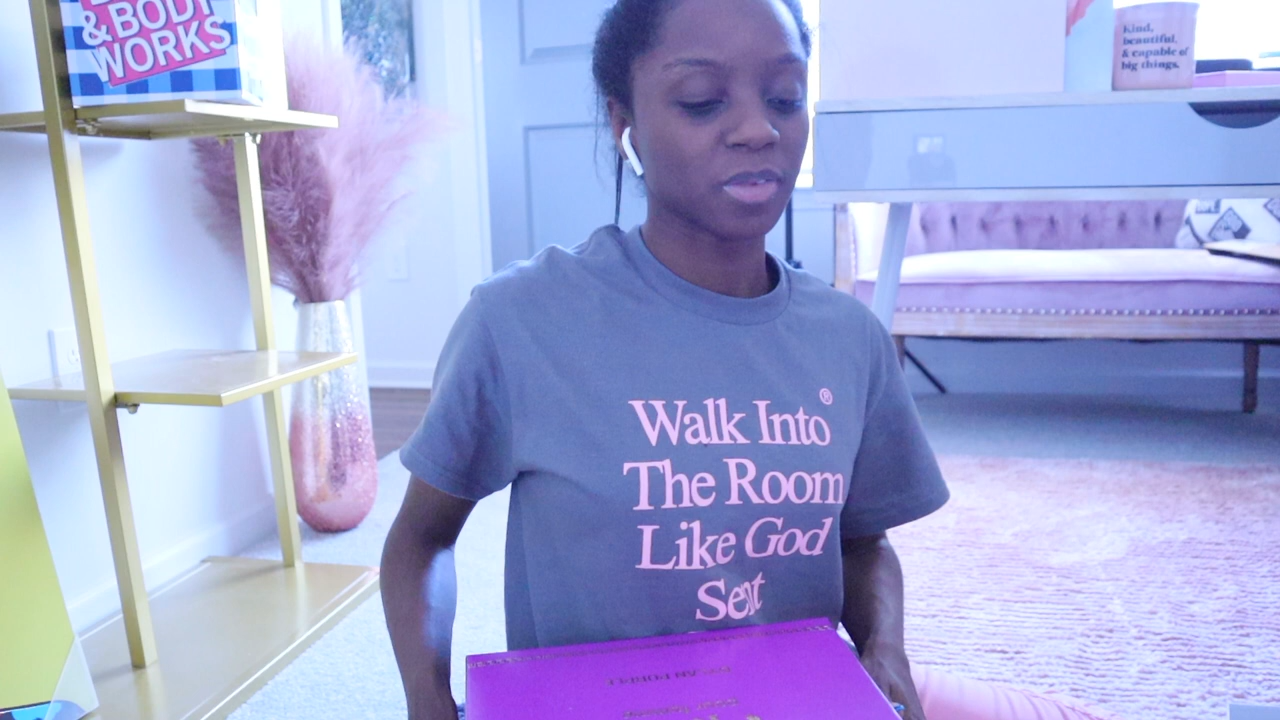 & BODY
WORKS
Kind,
beautiful,
& capable of
big things.
Walk Into®
The Room
Like God
Sent